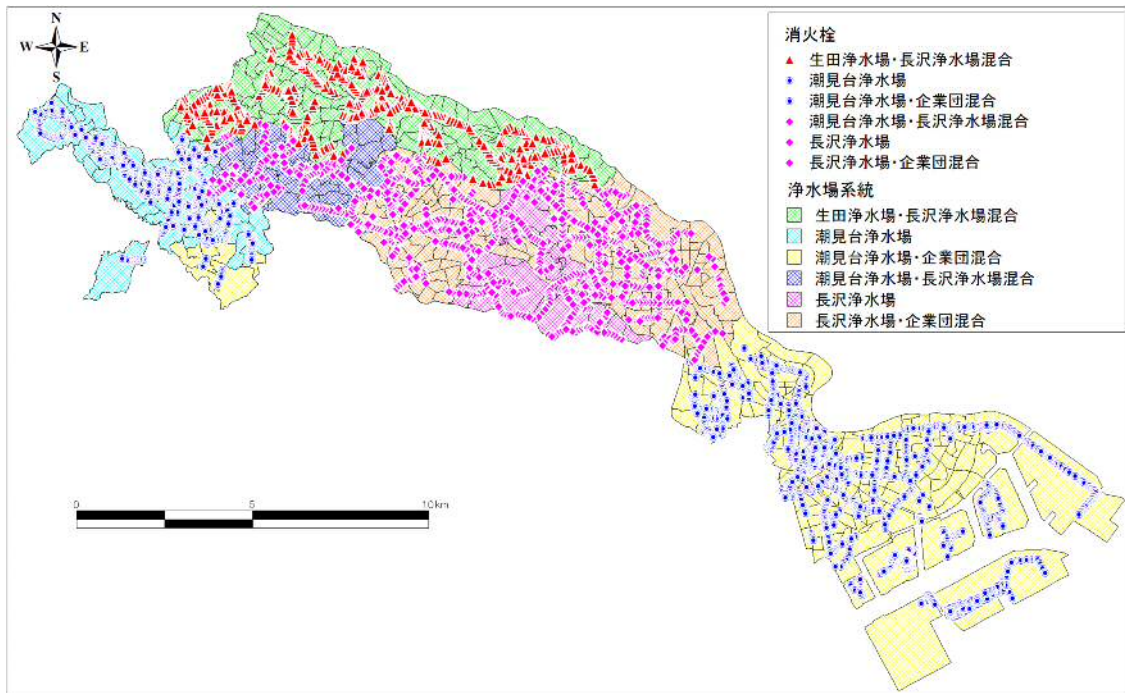 N
W E
S
消火栓
生田浄水場・長沢浄水場混合
潮見台浄水場
潮見台浄水場・企業団混合
潮見台浄水場・長沢浄水場混合
長沢浄水場
長沢浄水場・企業団混合
浄水場系統
生田浄水場・長沢浄水場混合
潮見台浄水場
潮見台浄水場・企業団混合
潮見台浄水場・長沢浄水場混合
長沢浄水場
長沢浄水場・企業団混合
0 5 10km